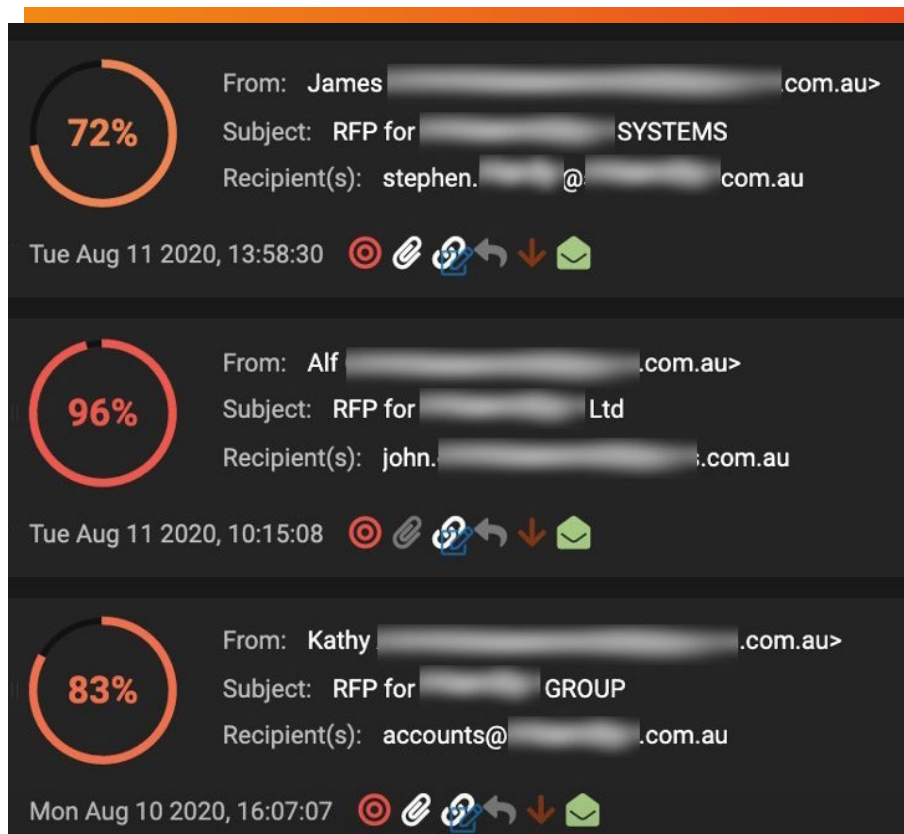 72%
From: James .com.au>
Subject: RFP for SYSTEMS
Recipient(s): stephen. @ com.au
Tue Aug 11 2020, 13:58:30
96%
From: Alf .com.au>
Subject: RFP for Ltd
Recipient(s): john. .com.au
Tue Aug 11 2020, 10:15:08
83%
From: Kathy .com.au>
Subject: RFP for GROUP
Recipient(s): accounts@ .com.au
Mon Aug 10 2020, 16:07:07